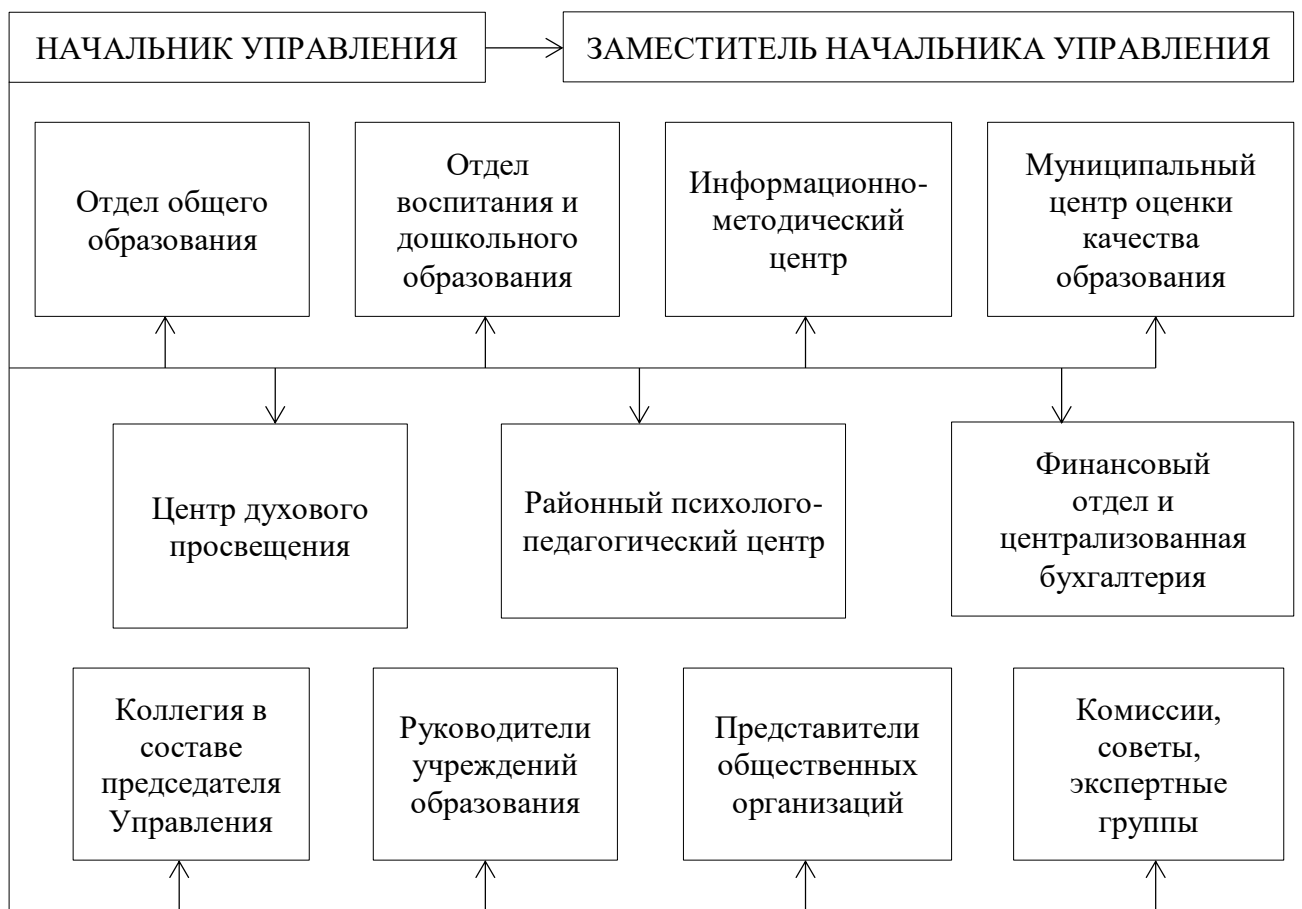 НАЧАЛЬНИК УПРАВЛЕНИЯ
ЗАМЕСТИТЕЛЬ НАЧАЛЬНИКА УПРАВЛЕНИЯ
Отдел общего
образования
Отдел
воспитания и
дошкольного
образования
Информационно-
методический
центр
Муниципальный
центр оценки
качества
образования
Центр духового
просвещения
Районный психолого-
педагогический центр
Финансовый
отдел и
централизованная
бухгалтерия
Коллегия в
составе
председателя
Управления
Руководители
учреждений
образования
Представители
общественных
организаций
Комиссии,
советы,
экспертные
группы